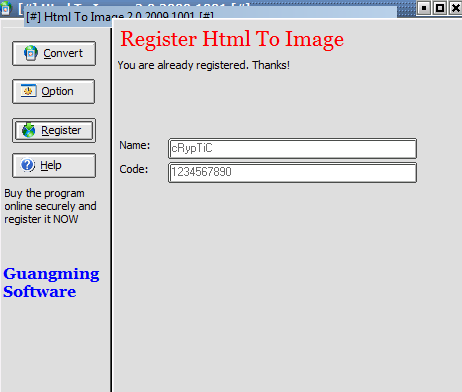 [#] Html To Image 2.0.2009.1001 [#]
Register Html To Image
You are already registered. Thanks!
Convert
Option
Register
Help
Name: cRypTiC
Code: 1234567890
Buy the program
online securely and
register it NOW
Guangming
Software